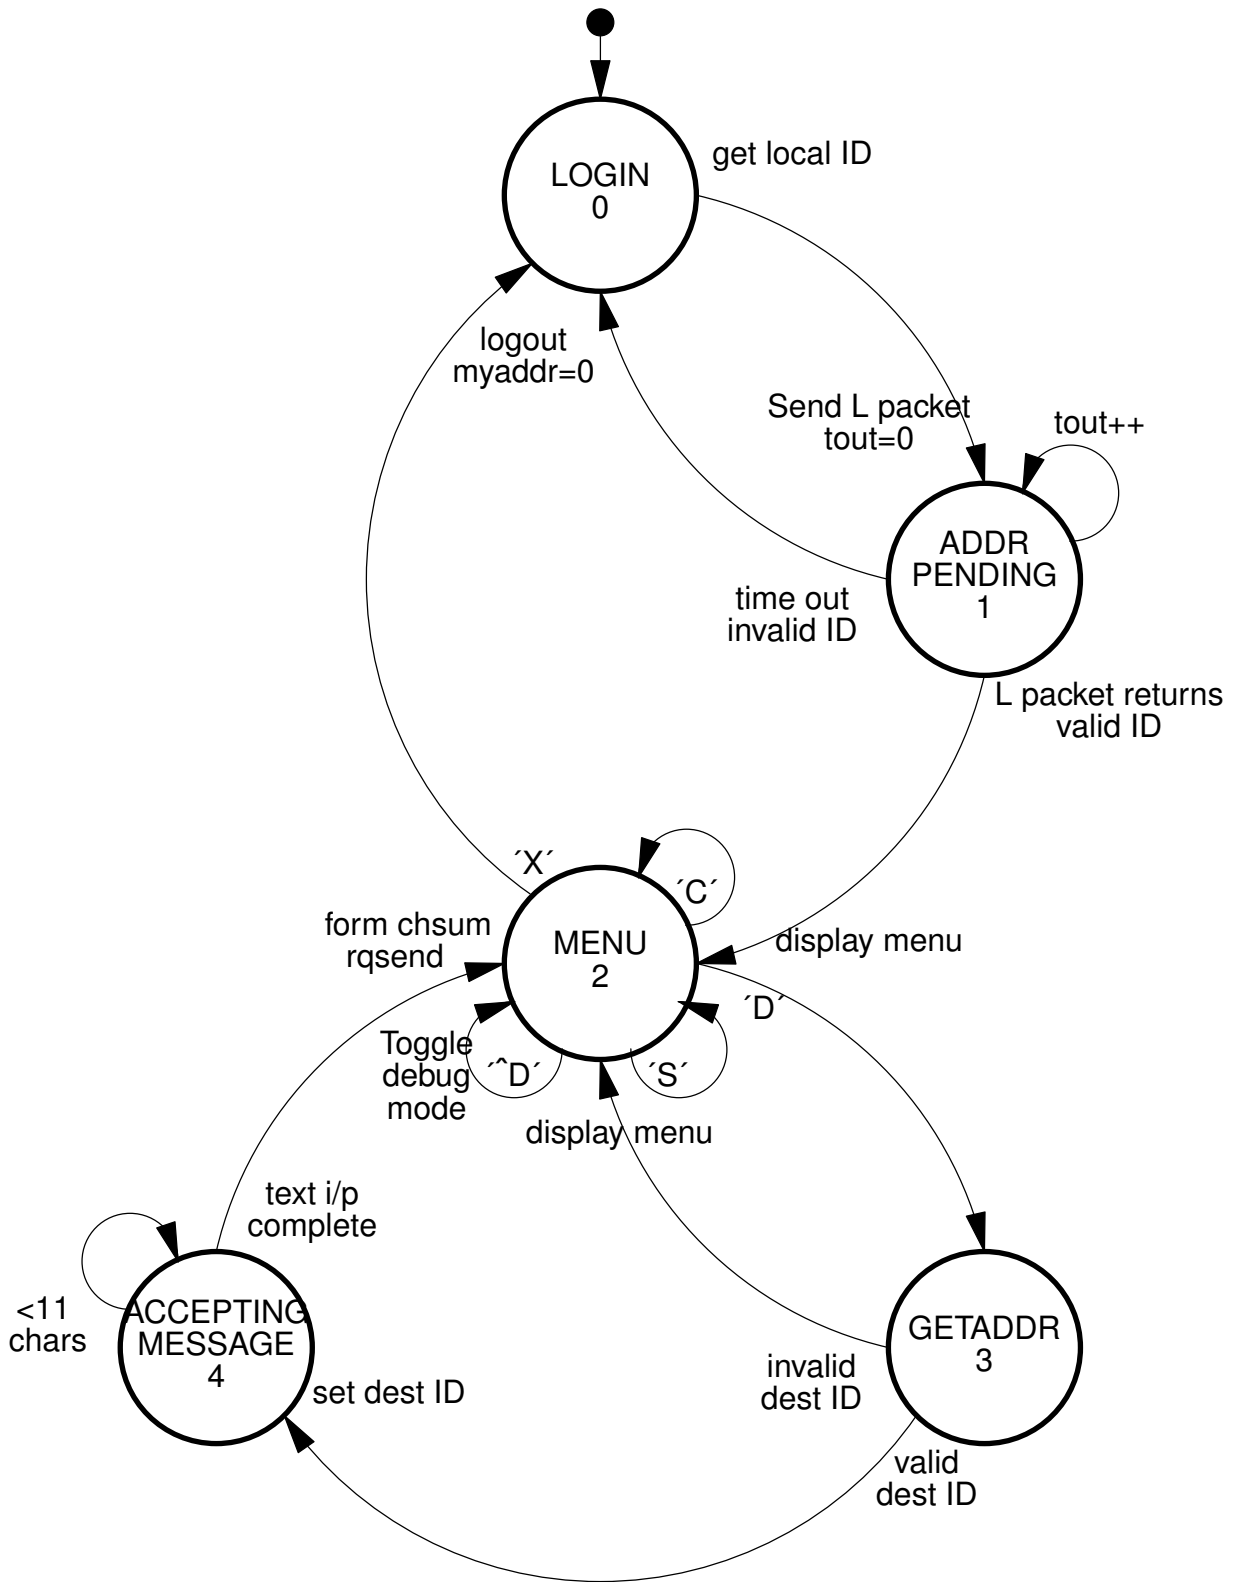 get local ID
LOGIN
0
logout
myaddr=0
Send L packet
tout=0
tout++
ADDR
PENDING
1
time out
invalid ID
L packet returns
valid ID
´X´
´C´
form chsum
rqsend
MENU
2
display menu
´D´
Toggle
debug
mode
´^D´
´S´
display menu
text i/p
complete
<11
chars
ACCEPTING
MESSAGE
4
set dest ID
GETADDR
3
invalid
dest ID
valid
dest ID